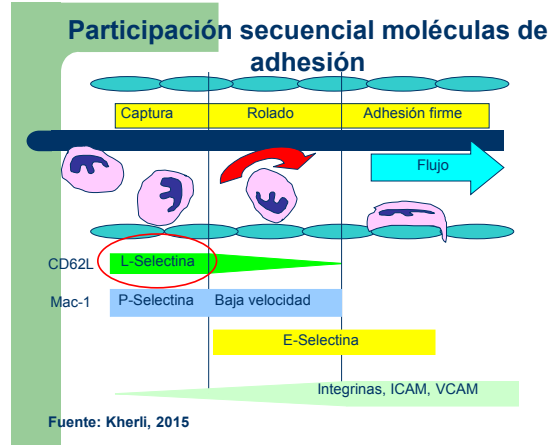 Participación secuencial moléculas de
adhesión
Captura Rolado Adhesión firme
Flujo
CD62L L-Selectina
Mac-1 P-Selectina Baja velocidad
E-Selectina
Integrinas, ICAM, VCAM
Fuente: Kherli, 2015